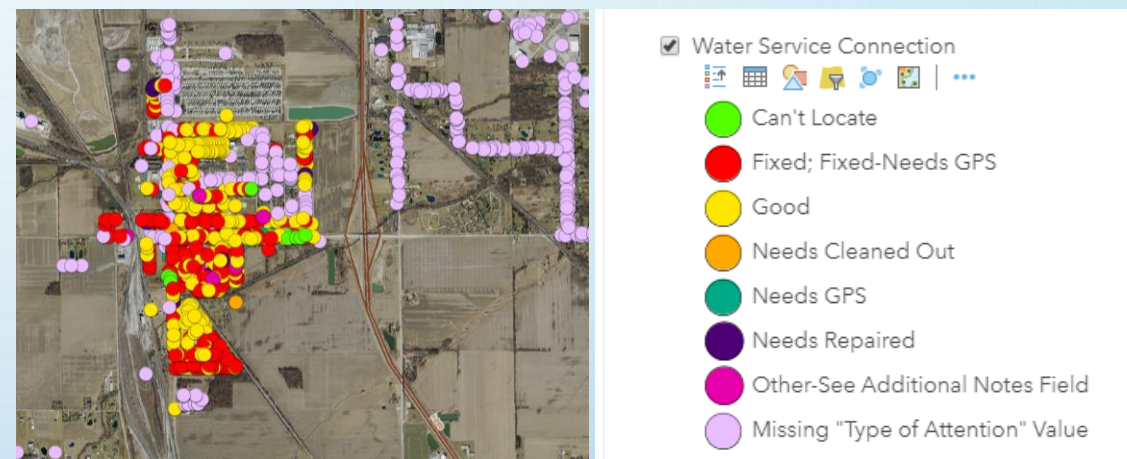 Water Service Connection
Can't Locate
Fixed; Fixed-Needs GPS
Good
Needs Cleaned Out
Needs GPS
Needs Repaired
Other-See Additional Notes Field
Missing "Type of Attention" Value